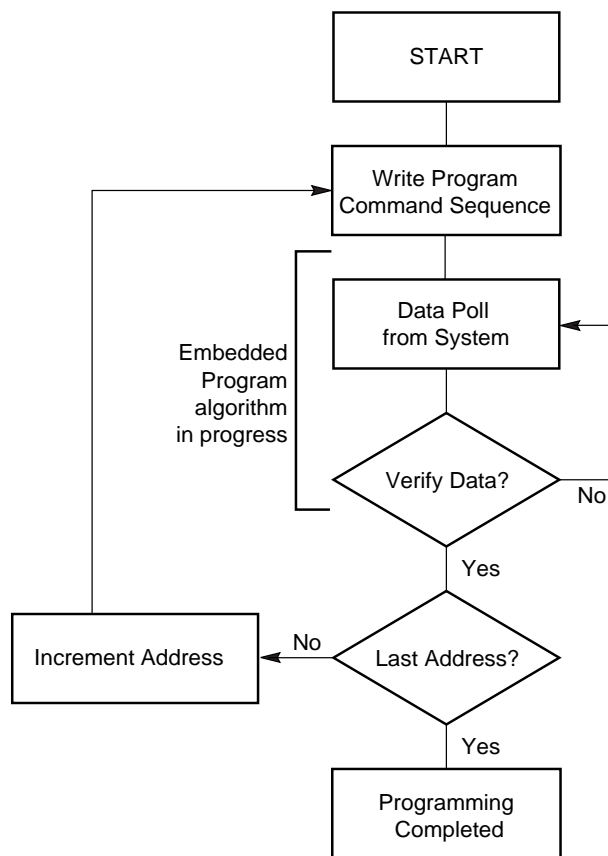 START
Write Program
Command Sequence
Data Poll
from System
Embedded
Program
algorithm
in progress
Verify Data?
No
Yes
Increment Address
No
Last Address?
Yes
Programming
Completed